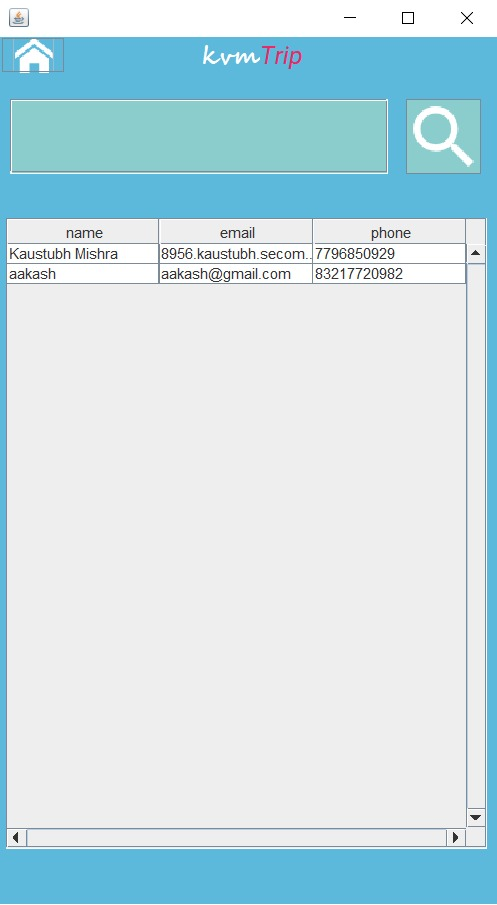 kvmTrip
name email phone
Kaustubh Mishra 8956.kaustubh.secom... 7796850929
aakash aakash@gmail.com 83217720982